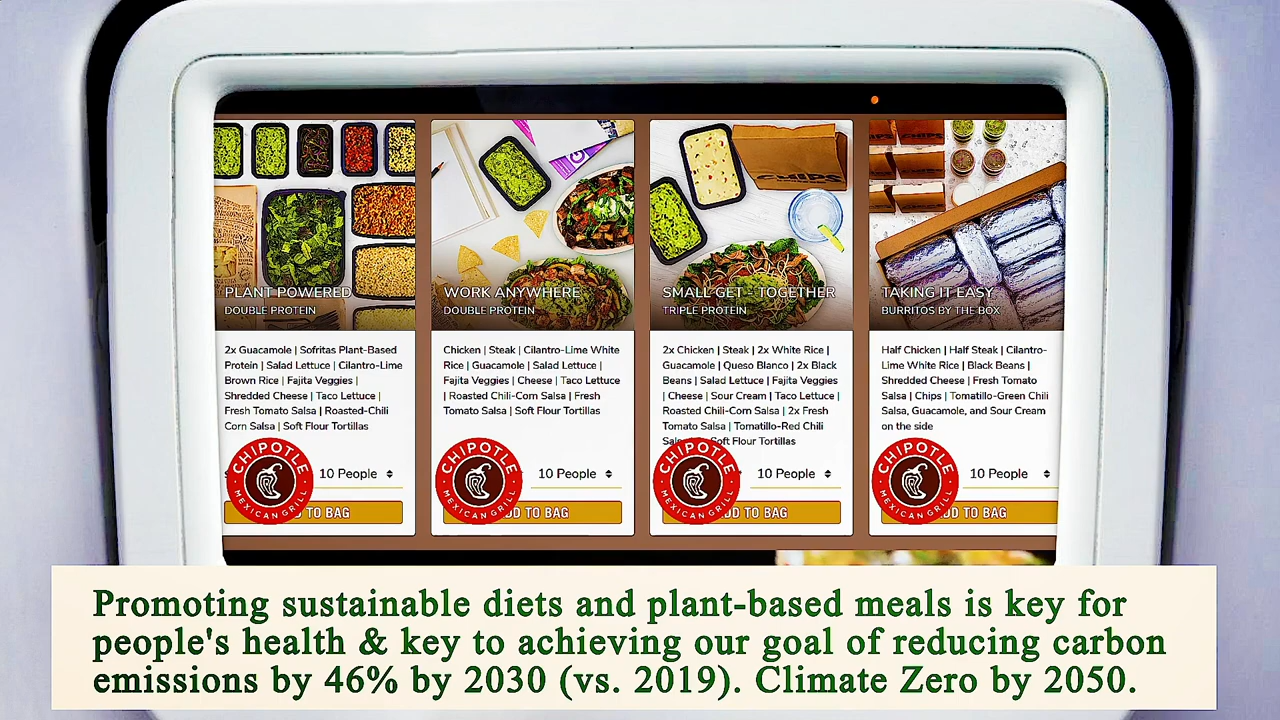 CHIPS
CHIPS
PLANT POWERED
DOUBLE PROTEIN
2x Guacamole | Sofritas Plant-Based
Protein | Salad Lettuce | Cilantro-Lime
Brown Rice | Fajita Veggies |
Shredded Cheese | Taco Lettuce |
Fresh Tomato Salsa | Roasted-Chili
Corn Salsa | Soft Flour Tortillas
CHIPOTLE
MEXICAN GRILL
10 People
D TO BAG
WORK ANYWHERE
DOUBLE PROTEIN
Chicken | Steak | Cilantro-Lime White
Rice | Guacamole | Salad Lettuce |
Fajita Veggies | Cheese | Taco Lettuce
| Roasted Chili-Corn Salsa | Fresh
Tomato Salsa | Soft Flour Tortillas
CHIPOTLE
MEXICAN GRILL
10 People
DD TO BAG
SMALL GET - TOGETHER
TRIPLE PROTEIN
2x Chicken | Steak | 2x White Rice |
Guacamole | Queso Blanco | 2x Black
Beans | Salad Lettuce | Fajita Veggies
| Cheese | Sour Cream | Taco Lettuce |
Roasted Chili-Corn Salsa | 2x Fresh
Tomato Salsa | Tomatillo-Red Chili
Soft Flour Tortillas
CHIPOTLE
MEXICAN GRILL
10 People
DD TO BAG
TAKING IT EASY
BURRITOS BY THE BOX
Half Chicken | Half Steak | Cilantro-
Lime White Rice | Black Beans |
Shredded Cheese | Fresh Tomato
Salsa | Chips | Tomatillo-Green Chili
Salsa, Guacamole, and Sour Cream
on the side
CHIPOTLE
MEXICAN GRILL
10 People
DD TO BAG
Promoting sustainable diets and plant-based meals is key for
people's health & key to achieving our goal of reducing carbon
emissions by 46% by 2030 (vs. 2019). Climate Zero by 2050.